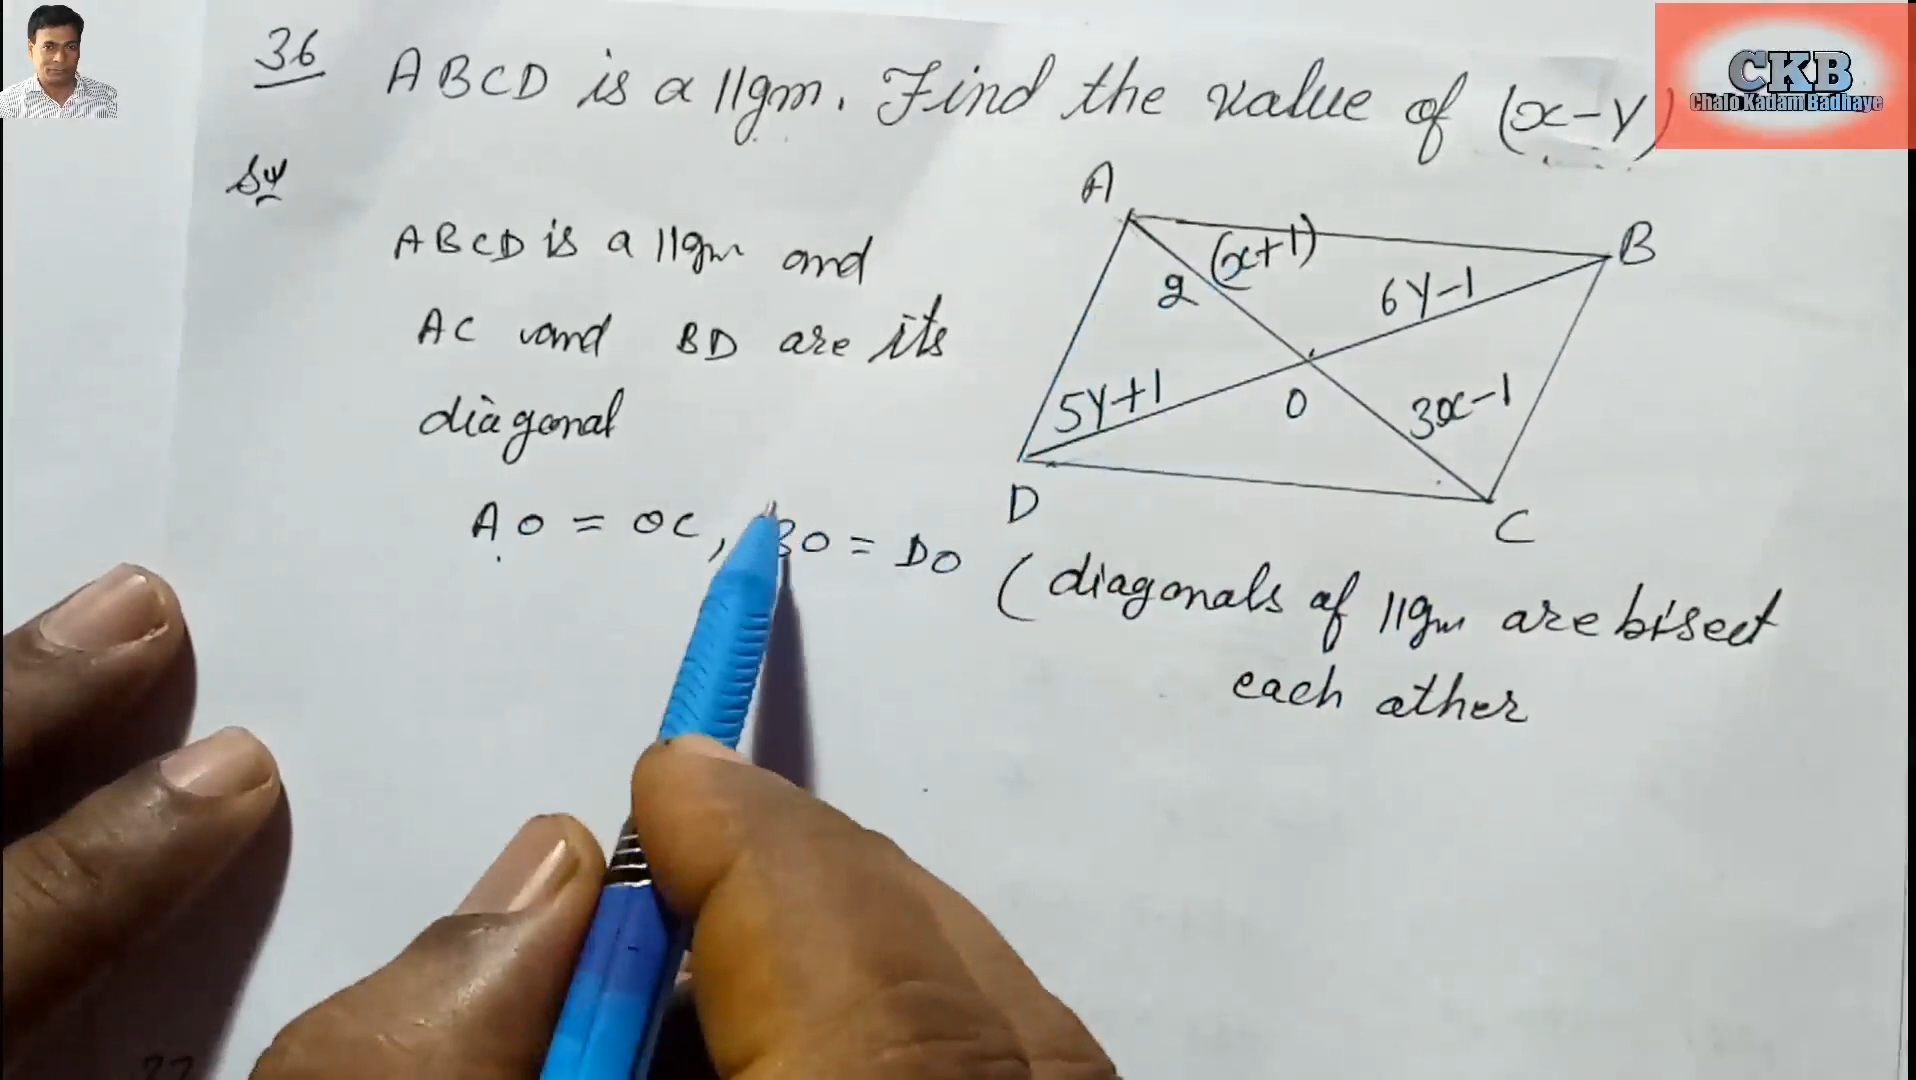 36 ABCD is a ||gm. Find the value of (x-y)
CKB
Chalo Kadam Badhaye
ABCD is a ||gm and
AC and BD are its
diagonal
AO = OC, BO = DO (diagonals of ||gm are bisect
each other
A
B
(x+1)
2
6y-1
5y+1
O
3x-1
D
C